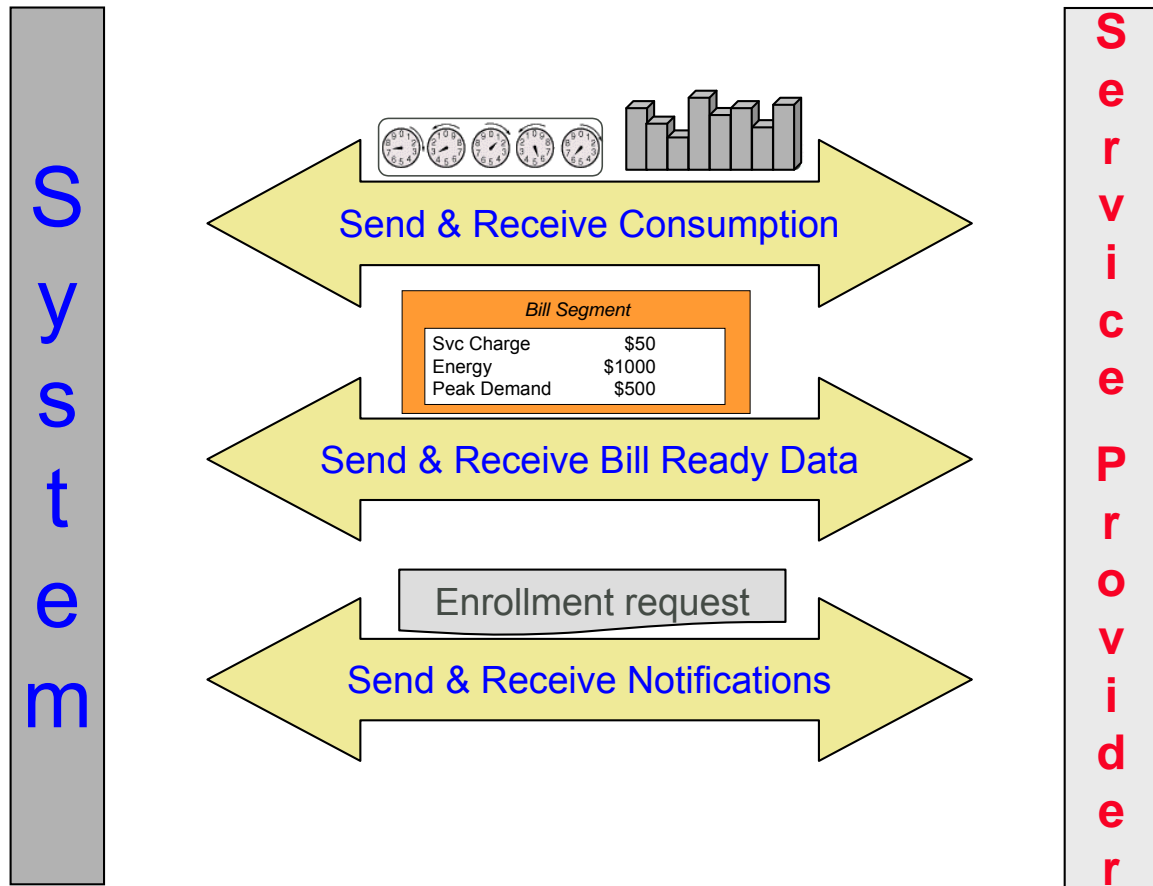 System
Send & Receive Consumption
Bill Segment
Svc Charge $50
Energy $1000
Peak Demand $500
Send & Receive Bill Ready Data
Enrollment request
Send & Receive Notifications
Service Provider